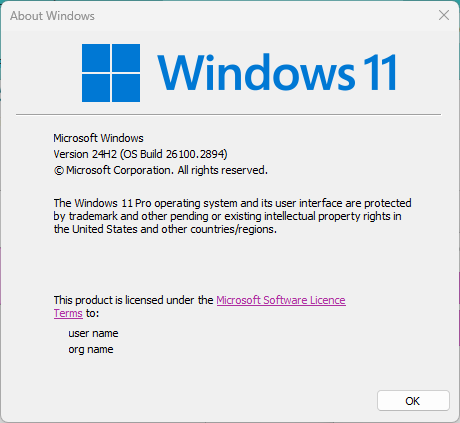 About Windows
Windows 11
Microsoft Windows
Version 24H2 (OS Build 26100.2894)
© Microsoft Corporation. All rights reserved.
The Windows 11 Pro operating system and its user interface are protected
by trademark and other pending or existing intellectual property rights in
the United States and other countries/regions.
This product is licensed under the Microsoft Software Licence
Terms to:
user name
org name
OK